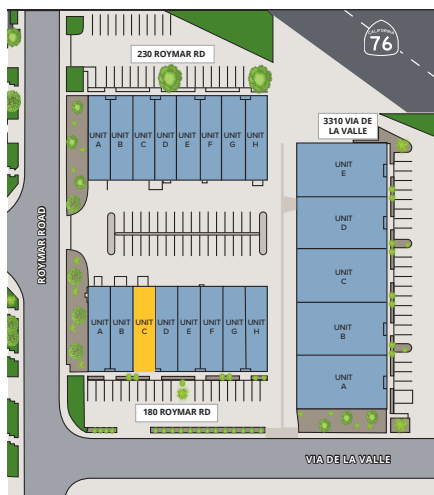 CALIFORNIA
76
230 ROYMAR RD
3310 VIA DE
LA VALLE
UNIT
A
UNIT
B
UNIT
C
UNIT
D
UNIT
E
UNIT
F
UNIT
G
UNIT
H
UNIT
E
UNIT
D
UNIT
C
UNIT
B
UNIT
A
ROYMAR ROAD
UNIT
A
UNIT
B
UNIT
C
UNIT
D
UNIT
E
UNIT
F
UNIT
G
UNIT
H
180 ROYMAR RD
VIA DE LA VALLE